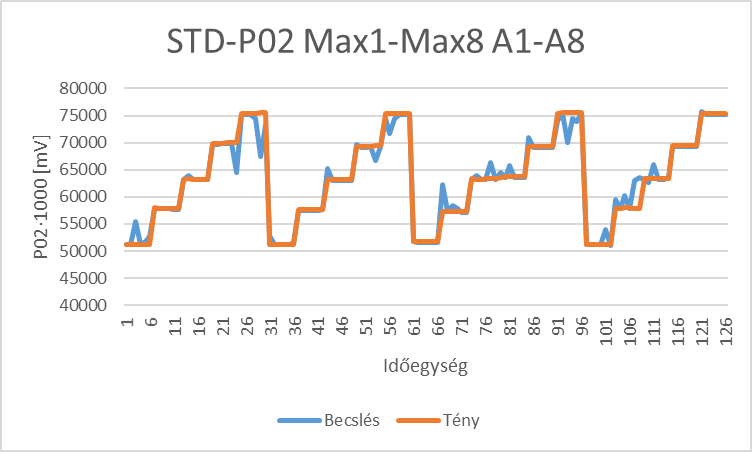 STD-P02 Max1-Max8 A1-A8
80000
75000
70000
65000
60000
55000
50000
45000
40000
P02·1000 [mV]
1 6 11 16 21 26 31 36 41 46 51 56 61 66 71 76 81 86 91 96 101 106 111 116 121 126
Időegység
Becslés Tény